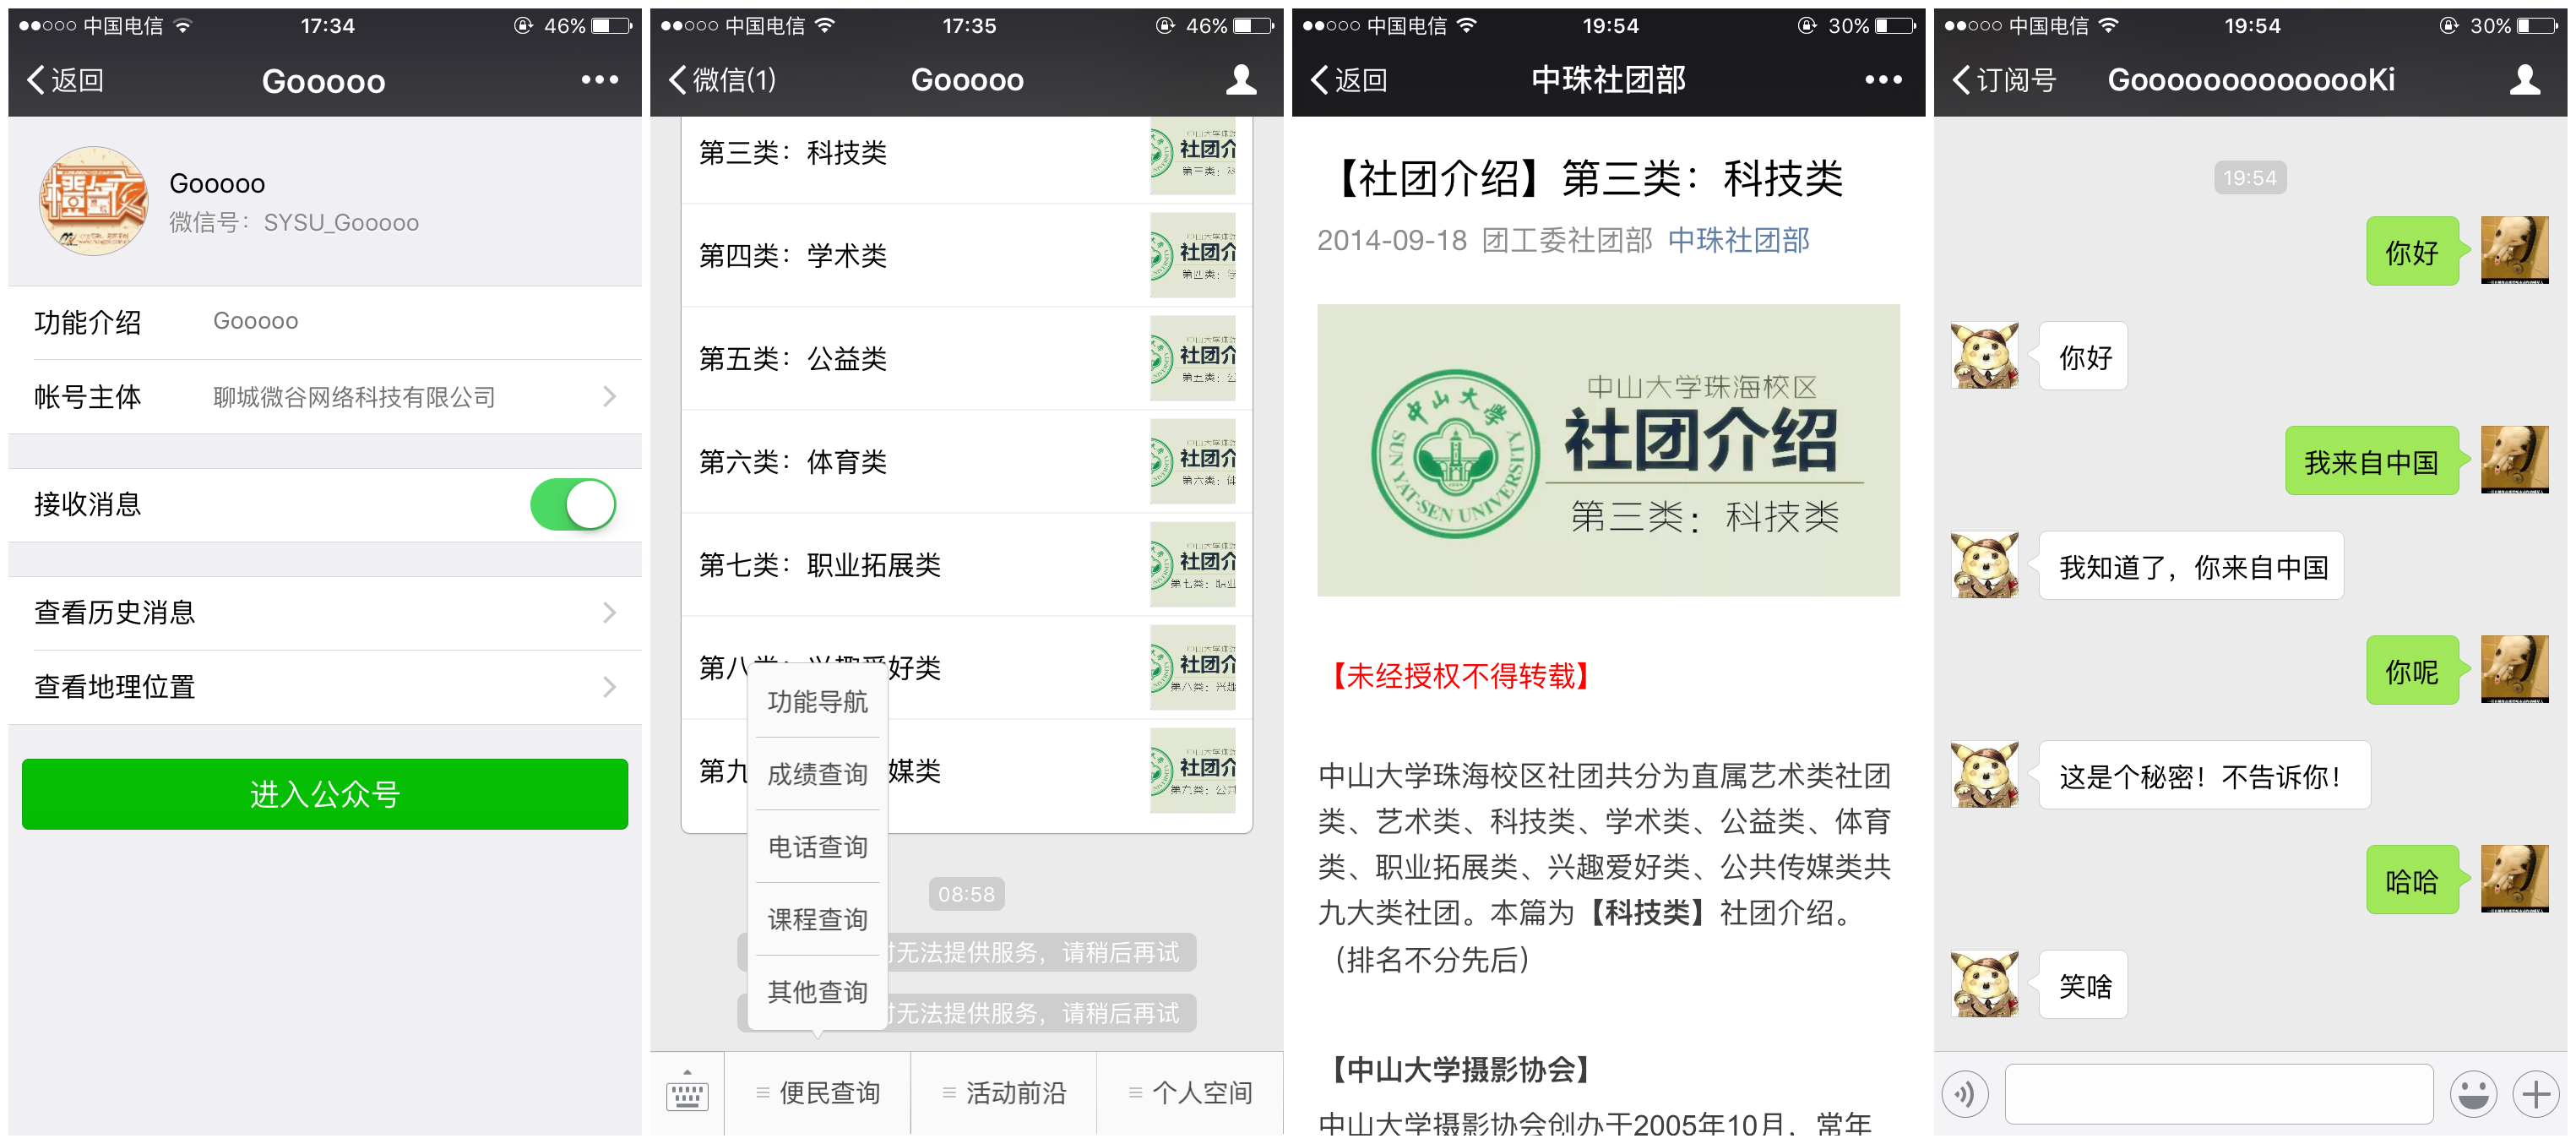 中国电信
17:34
46%
返回
Gooooo
Gooooo
微信号：SYSU_Gooooo
功能介绍
Gooooo
帐号主体
聊城微谷网络科技有限公司
接收消息
查看历史消息
查看地理位置
进入公众号
中国电信
17:35
46%
微信(1)
Gooooo
第三类：科技类
社团介
第四类：学术类
社团介
第五类：公益类
社团介
第六类：体育类
社团介
第七类：职业拓展类
社团介
好类
社团介
第九
媒类
社团介
功能导航
成绩查询
电话查询
课程查询
其他查询
08:58
无法提供服务，请稍后再试
无法提供服务，请稍后再试
便民查询
活动前沿
个人空间
中国电信
19:54
30%
返回
中珠社团部
【社团介绍】第三类：科技类
2014-09-18 团工委社团部 中珠社团部
中山大学
SUN YAT-SEN UNIVERSITY
中山大学珠海校区
社团介绍
第三类：科技类
【未经授权不得转载】
中山大学珠海校区社团共分为直属艺术类社团
类、艺术类、科技类、学术类、公益类、体育
类、职业拓展类、兴趣爱好类、公共传媒类共
九大类社团。本篇为【科技类】社团介绍。
（排名不分先后）
【中山大学摄影协会】
中山大学摄影协会创办于2005年10月，常年
中国电信
19:54
30%
订阅号
GoooooooooooooKi
19:54
你好
你好
我来自中国
我知道了，你来自中国
你呢
这是个秘密！不告诉你！
哈哈
笑啥